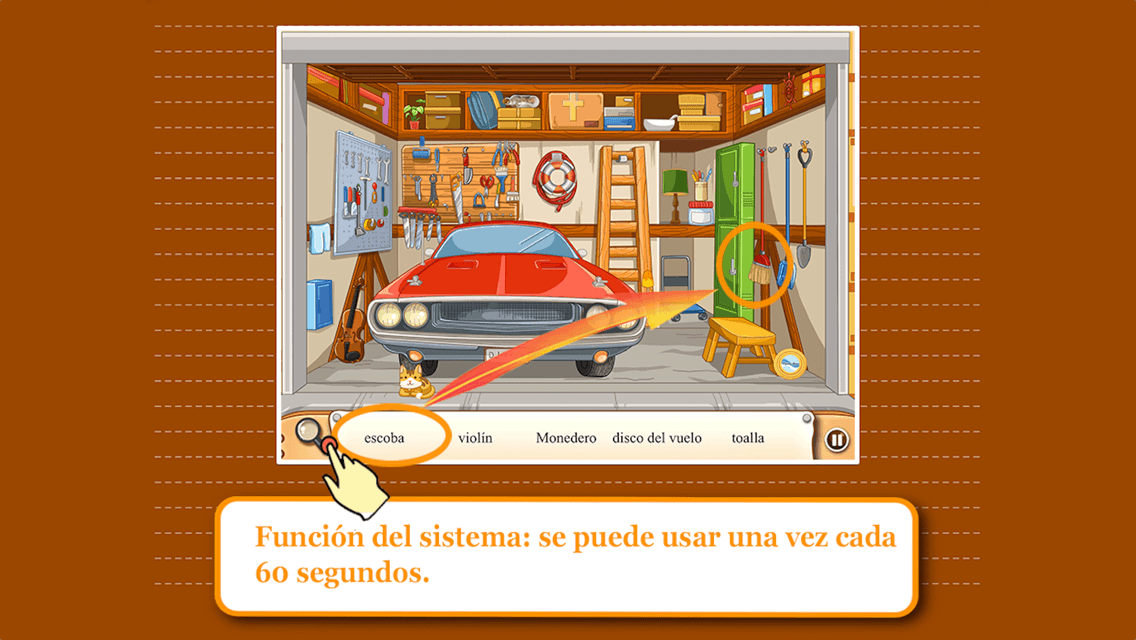 escoba violín Monedero disco del vuelo toalla
Función del sistema: se puede usar una vez cada
60 segundos.